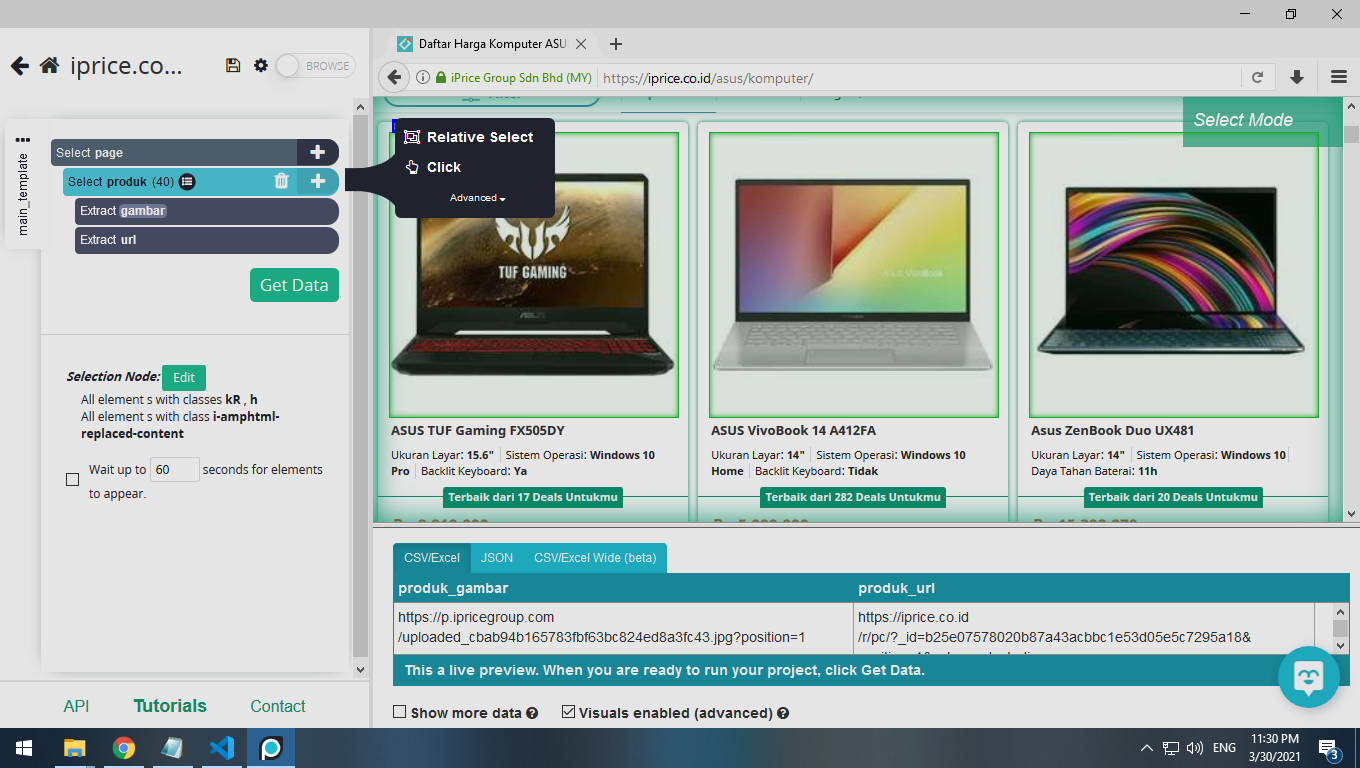 iprice.co...
BROWSE
main_template
Select page
Select produk (40)
Extract gambar
Extract url
Get Data
Selection Node: Edit
All element s with classes kR , h
All element s with class i-amphtml-
replaced-content
Wait up to 60 seconds for elements
to appear.
API
Tutorials
Contact
Daftar Harga Komputer ASU
iPrice Group Sdn Bhd (MY)
https://iprice.co.id/asus/komputer/
Select Mode
Relative Select
Click
Advanced
TUF GAMING
ASUS
Asus VivoBook
ASUS TUF Gaming FX505DY
Ukuran Layar: 15.6" Sistem Operasi: Windows 10
Pro Backlit Keyboard: Ya
Terbaik dari 17 Deals Untukmu
ASUS VivoBook 14 A412FA
Ukuran Layar: 14" Sistem Operasi: Windows 10
Home Backlit Keyboard: Tidak
Terbaik dari 282 Deals Untukmu
Asus ZenBook Duo UX481
Ukuran Layar: 14" Sistem Operasi: Windows 10
Daya Tahan Baterai: 11h
Terbaik dari 20 Deals Untukmu
CSV/Excel
JSON
CSV/Excel Wide (beta)
produk_gambar
produk_url
https://p.ipricegroup.com
/uploaded_cbab94b165783fbf63bc824ed8a3fc43.jpg?position=1
https://iprice.co.id
/r/pc/?_id=b25e07578020b87a43acbbc1e53d05e5c7295a18&
This a live preview. When you are ready to run your project, click Get Data.
Show more data
Visuals enabled (advanced)
ENG
11:30 PM
3/30/2021
3